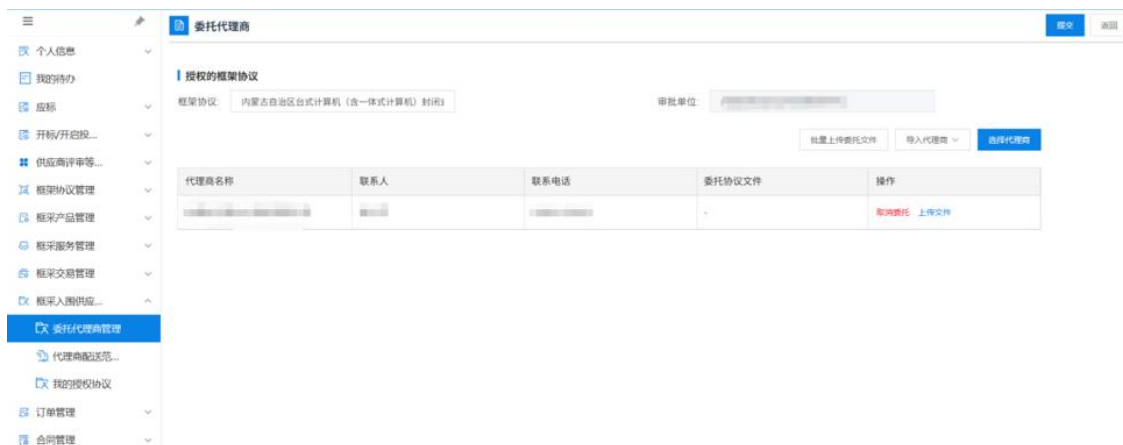 委托代理商
提交
返回
个人信息
我的待办
应标
开标/开启投...
供应商评审等...
框架协议管理
框采产品管理
框采服务管理
框采交易管理
框采入围供应...
委托代理商管理
代理商配送范...
我的授权协议
订单管理
合同管理
授权的框架协议
框架协议:
内蒙古自治区台式计算机（含一体式计算机）封闭
审批单位:
批量上传委托文件
导入代理商
选择代理商
代理商名称 联系人 联系电话 委托协议文件 操作
- 取消委托 上传文件